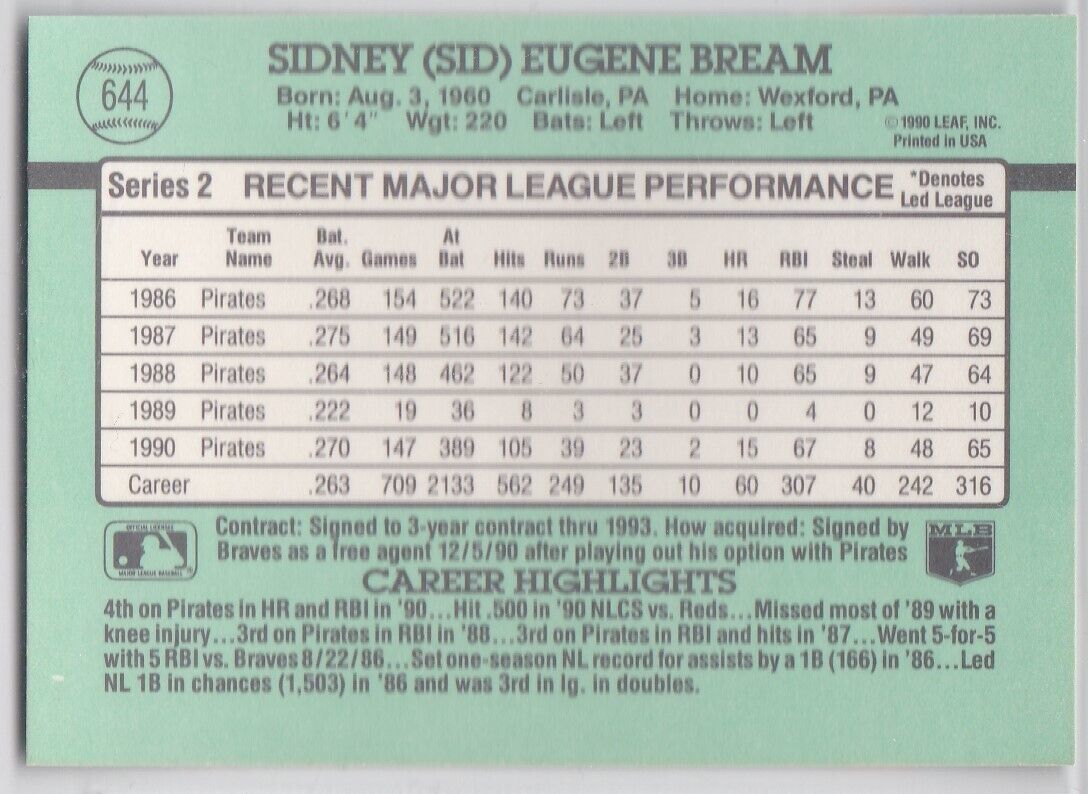 644
SIDNEY (SID) EUGENE BREAM
Born: Aug. 3, 1960 Carlisle, PA Home: Wexford, PA
Ht: 6'4" Wgt: 220 Bats: Left Throws: Left
©1990 LEAF, INC.
Printed in USA
Series 2 RECENT MAJOR LEAGUE PERFORMANCE *Denotes Led League
Year Team Name Bat. Avg. Games At Bat Hits Runs 2B 3B HR RBI Steal Walk SO
1986 Pirates .268 154 522 140 73 37 5 16 77 13 60 73
1987 Pirates .275 149 516 142 64 25 3 13 65 9 49 69
1988 Pirates .264 148 462 122 50 37 0 10 65 9 47 64
1989 Pirates .222 19 36 8 3 3 0 0 4 0 12 10
1990 Pirates .270 147 389 105 39 23 2 15 67 8 48 65
Career .263 709 2133 562 249 135 10 60 307 40 242 316
OFFICIAL LICENSEE
MAJOR LEAGUE BASEBALL
Contract: Signed to 3-year contract thru 1993. How acquired: Signed by
Braves as a free agent 12/5/90 after playing out his option with Pirates
MLB
CAREER HIGHLIGHTS
4th on Pirates in HR and RBI in '90...Hit .500 in '90 NLCS vs. Reds...Missed most of '89 with a
knee injury...3rd on Pirates in RBI in '88...3rd on Pirates in RBI and hits in '87...Went 5-for-5
with 5 RBI vs. Braves 8/22/86...Set one-season NL record for assists by a 1B (166) in '86...Led
NL 1B in chances (1,503) in '86 and was 3rd in lg. in doubles.